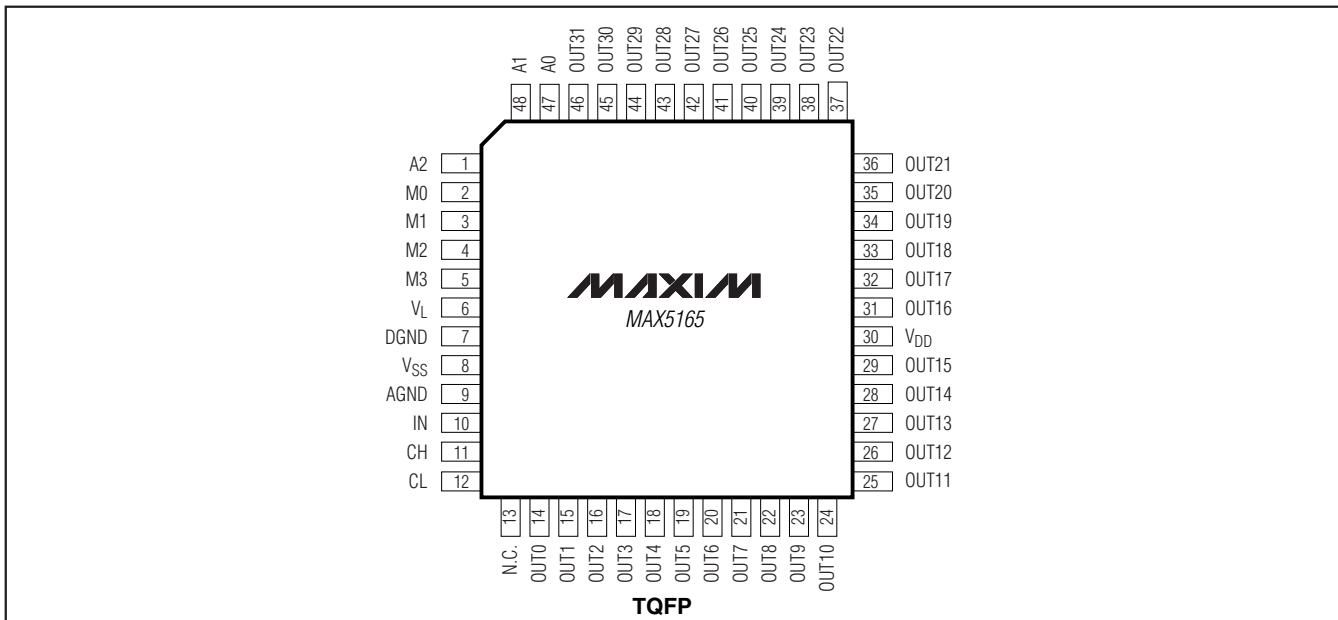 A1
A0
OUT31
OUT30
OUT29
OUT28
OUT27
OUT26
OUT25
OUT24
OUT23
OUT22
48
47
46
45
44
43
42
41
40
39
38
37
A2 1
M0 2
M1 3
M2 4
M3 5
VL 6
DGND 7
VSS 8
AGND 9
IN 10
CH 11
CL 12
MAXIM
MAX5165
36 OUT21
35 OUT20
34 OUT19
33 OUT18
32 OUT17
31 OUT16
30 VDD
29 OUT15
28 OUT14
27 OUT13
26 OUT12
25 OUT11
13
14
15
16
17
18
19
20
21
22
23
24
N.C.
OUT0
OUT1
OUT2
OUT3
OUT4
OUT5
OUT6
OUT7
OUT8
OUT9
OUT10
TQFP